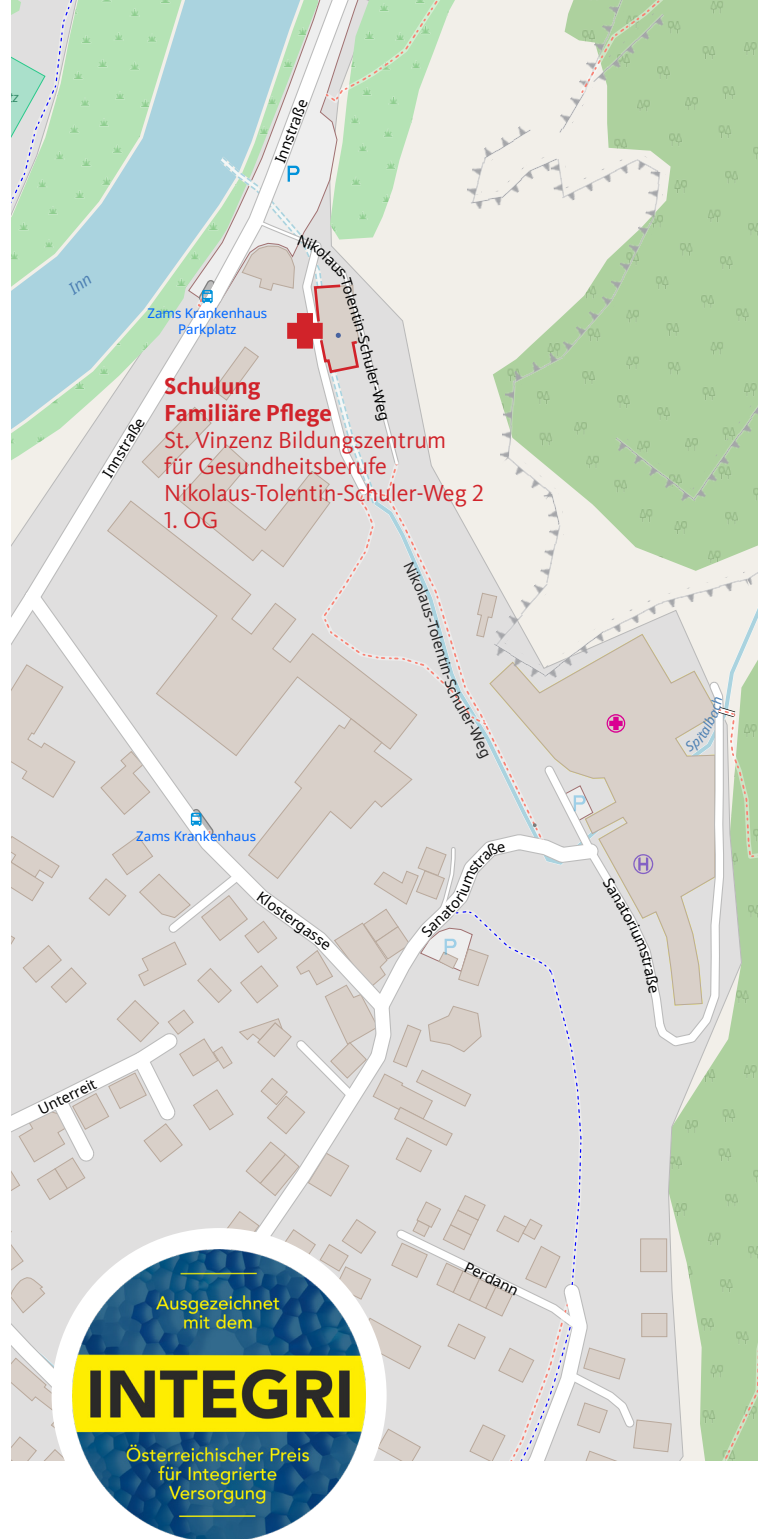 tz
Innstraße
P
Inn
Nikolaus-Tolentin-Schuler-Weg
Zams Krankenhaus
Parkplatz
Schulung
Familiäre Pflege
St. Vinzenz Bildungszentrum
für Gesundheitsberufe
Nikolaus-Tolentin-Schuler-Weg 2
1. OG
Innstraße
Nikolaus-Tolentin-Schuler-Weg
Spitalbach
P
Zams Krankenhaus
H
Sanatoriumstraße
Klostergasse
P
Sanatoriumstraße
Unterreit
Perdann
Ausgezeichnet
mit dem
INTEGRI
Österreichischer Preis
für Integrierte
Versorgung